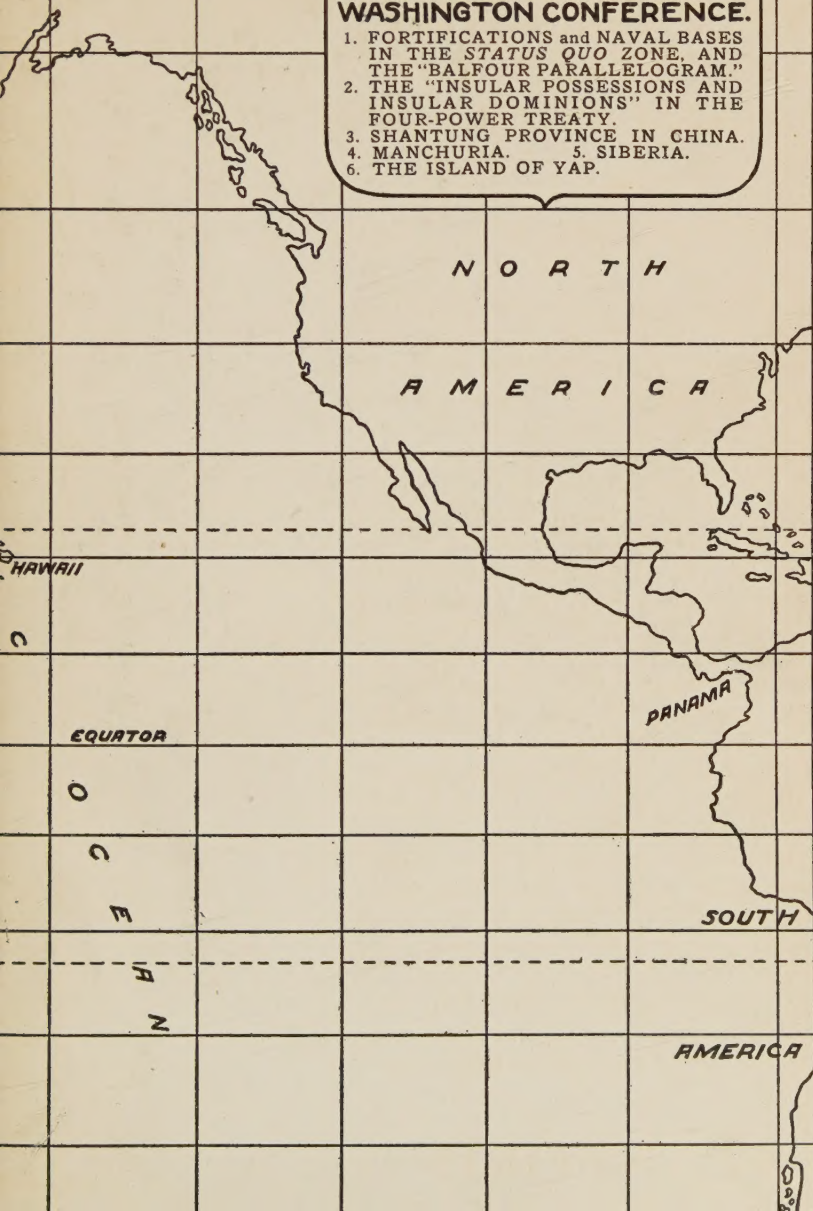 WASHINGTON CONFERENCE.
1. FORTIFICATIONS and NAVAL BASES
IN THE STATUS QUO ZONE, AND
THE "BALFOUR PARALLELOGRAM."
2. THE "INSULAR POSSESSIONS AND
INSULAR DOMINIONS" IN THE
FOUR-POWER TREATY.
3. SHANTUNG PROVINCE IN CHINA.
4. MANCHURIA. 5. SIBERIA.
6. THE ISLAND OF YAP.
NORTH
AMERICA
HAWAII
C
PANAMA
EQUATOR
OCEAN
SOUTH
AMERICA